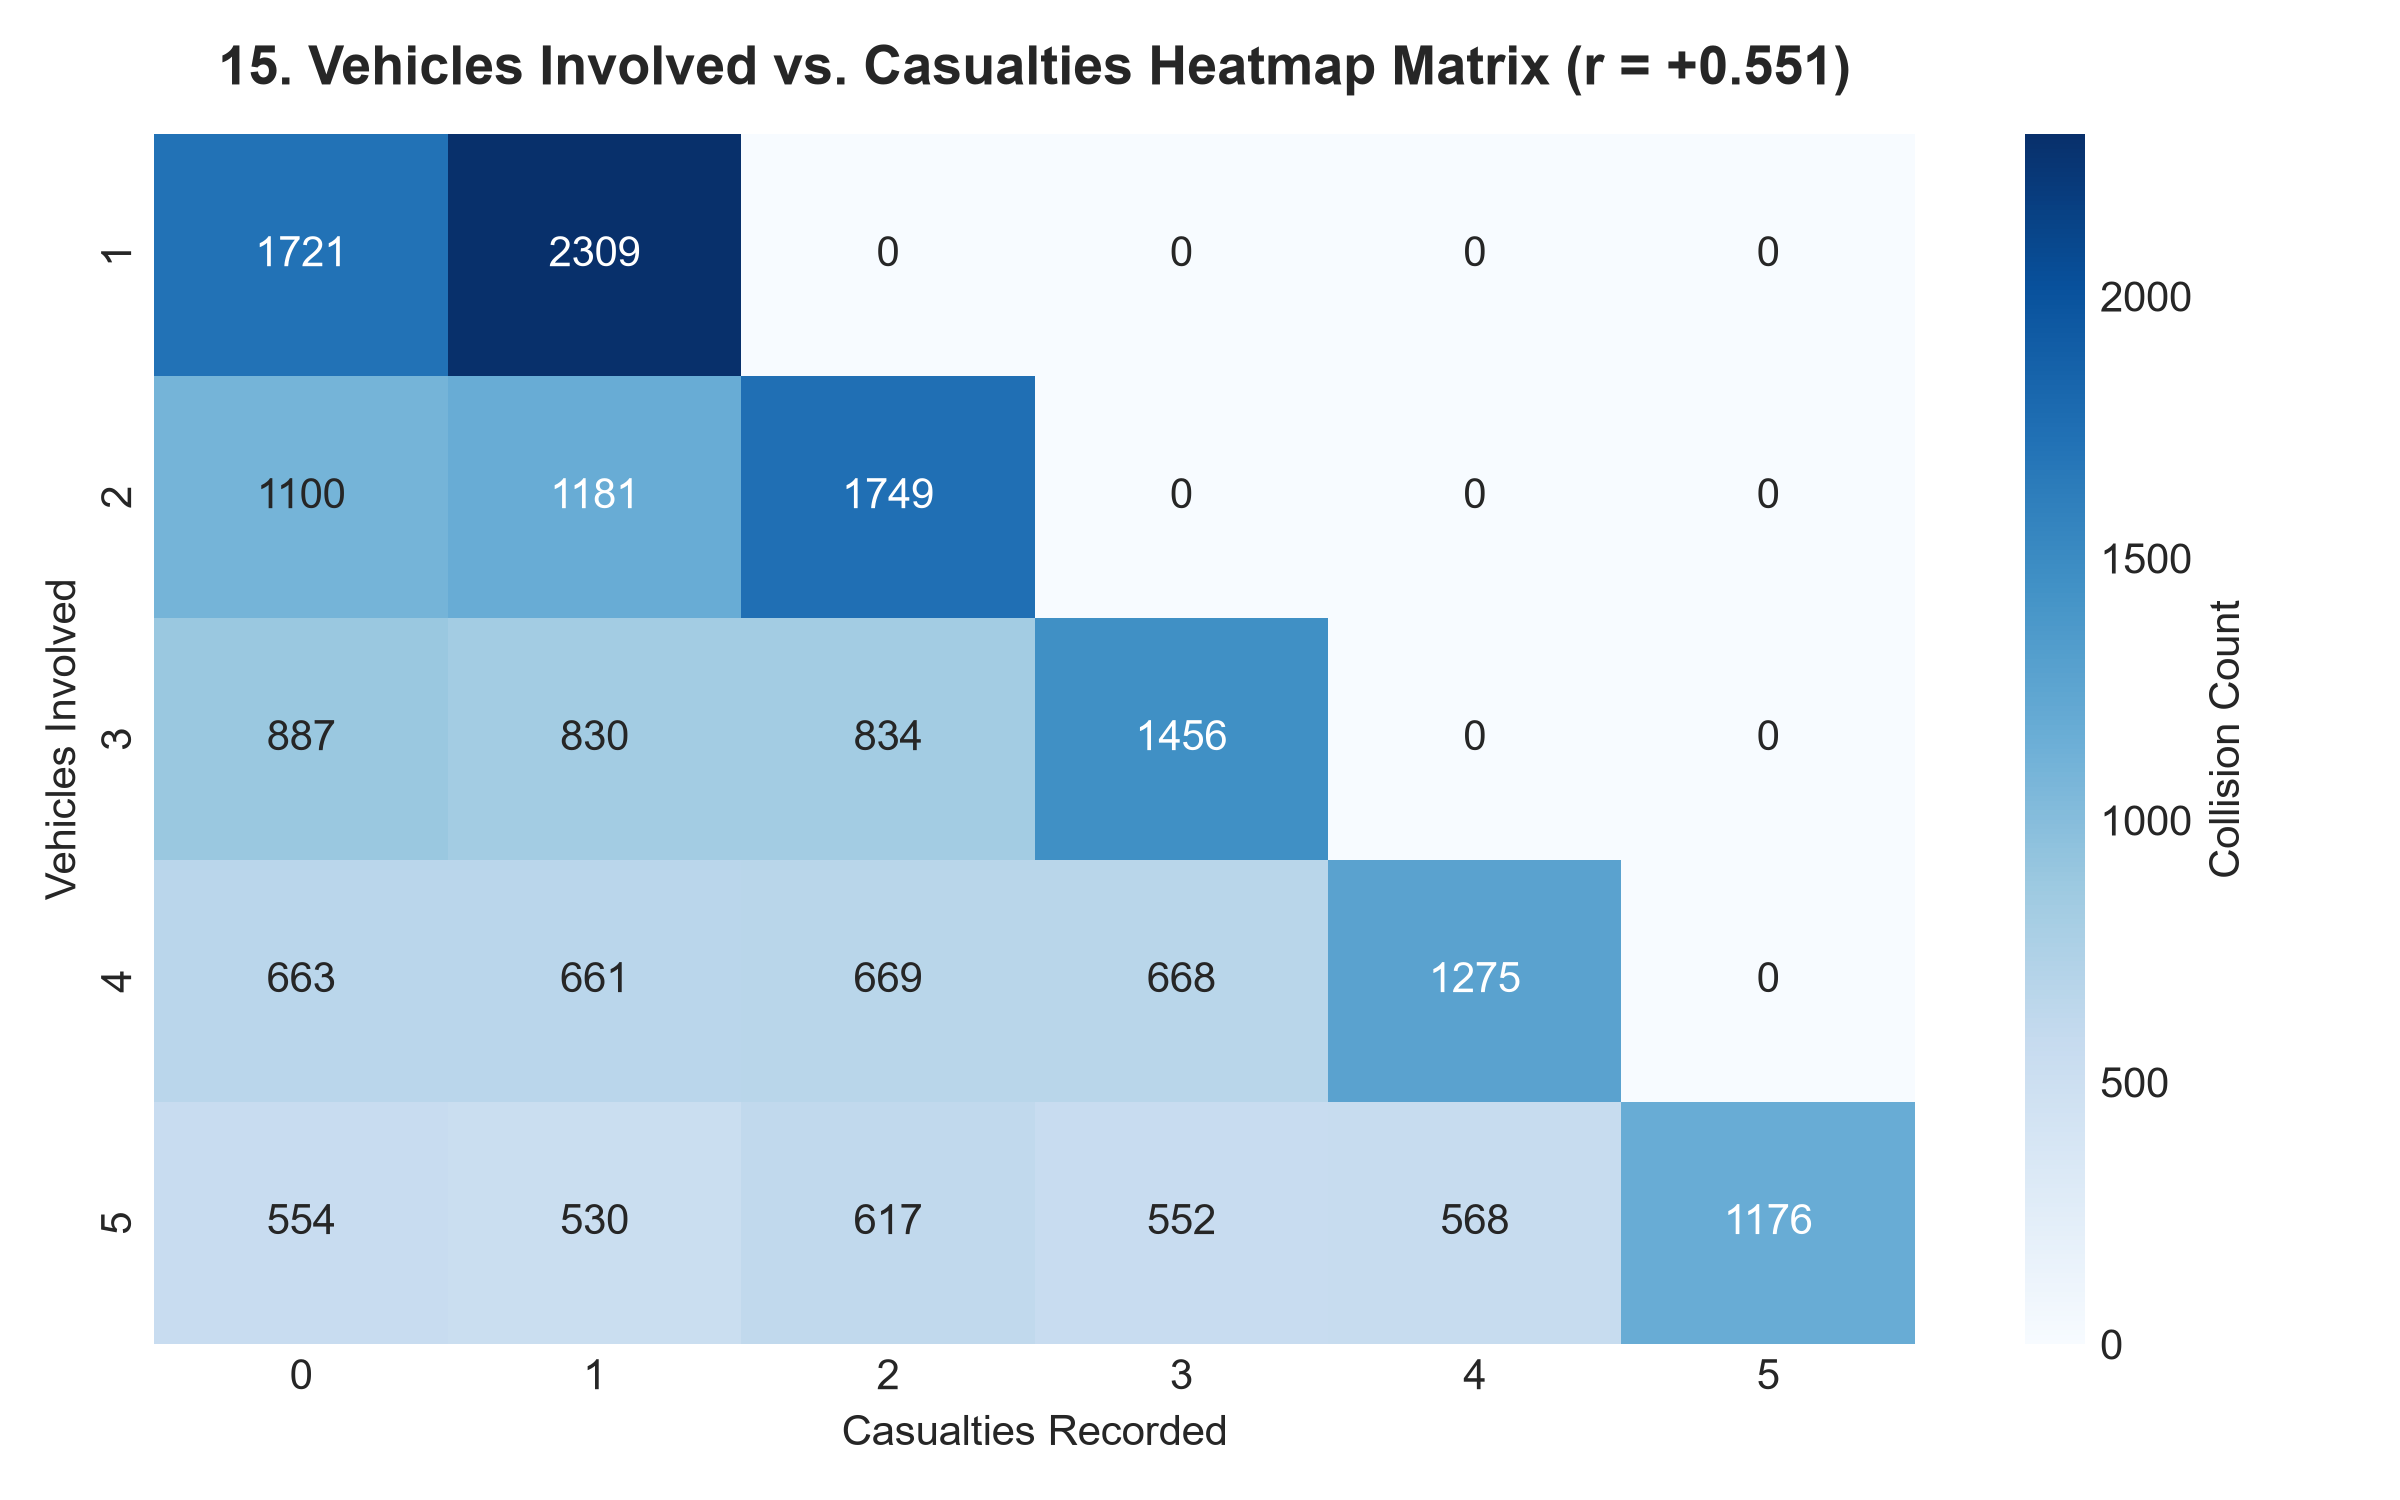 15. Vehicles Involved vs. Casualties Heatmap Matrix (r = +0.551)
Vehicles Involved
1 1721 2309 0 0 0 0
2 1100 1181 1749 0 0 0
3 887 830 834 1456 0 0
4 663 661 669 668 1275 0
5 554 530 617 552 568 1176
0 1 2 3 4 5
Casualties Recorded
2000
1500
1000
500
0
Collision Count